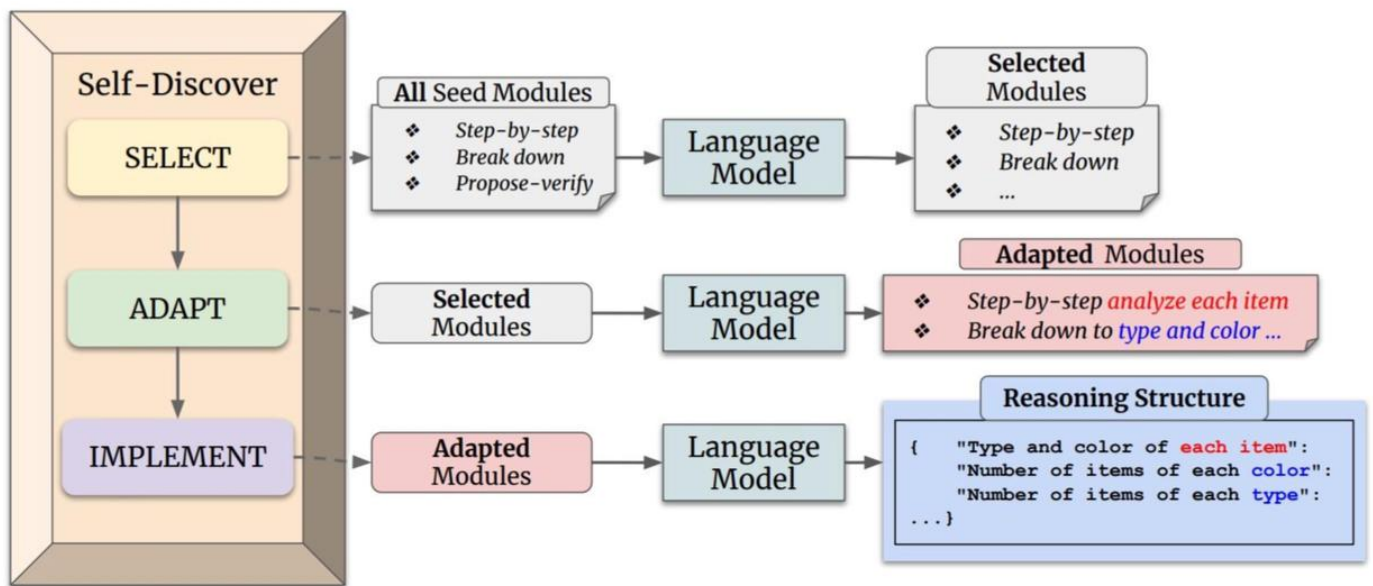 Self-Discover
SELECT
ADAPT
IMPLEMENT
All Seed Modules
❖ Step-by-step
❖ Break down
❖ Propose-verify
Language
Model
Selected
Modules
❖ Step-by-step
❖ Break down
❖ ...
Selected
Modules
Language
Model
Adapted Modules
❖ Step-by-step analyze each item
❖ Break down to type and color ...
Adapted
Modules
Language
Model
Reasoning Structure
{ "Type and color of each item":
"Number of items of each color":
"Number of items of each type":
...}